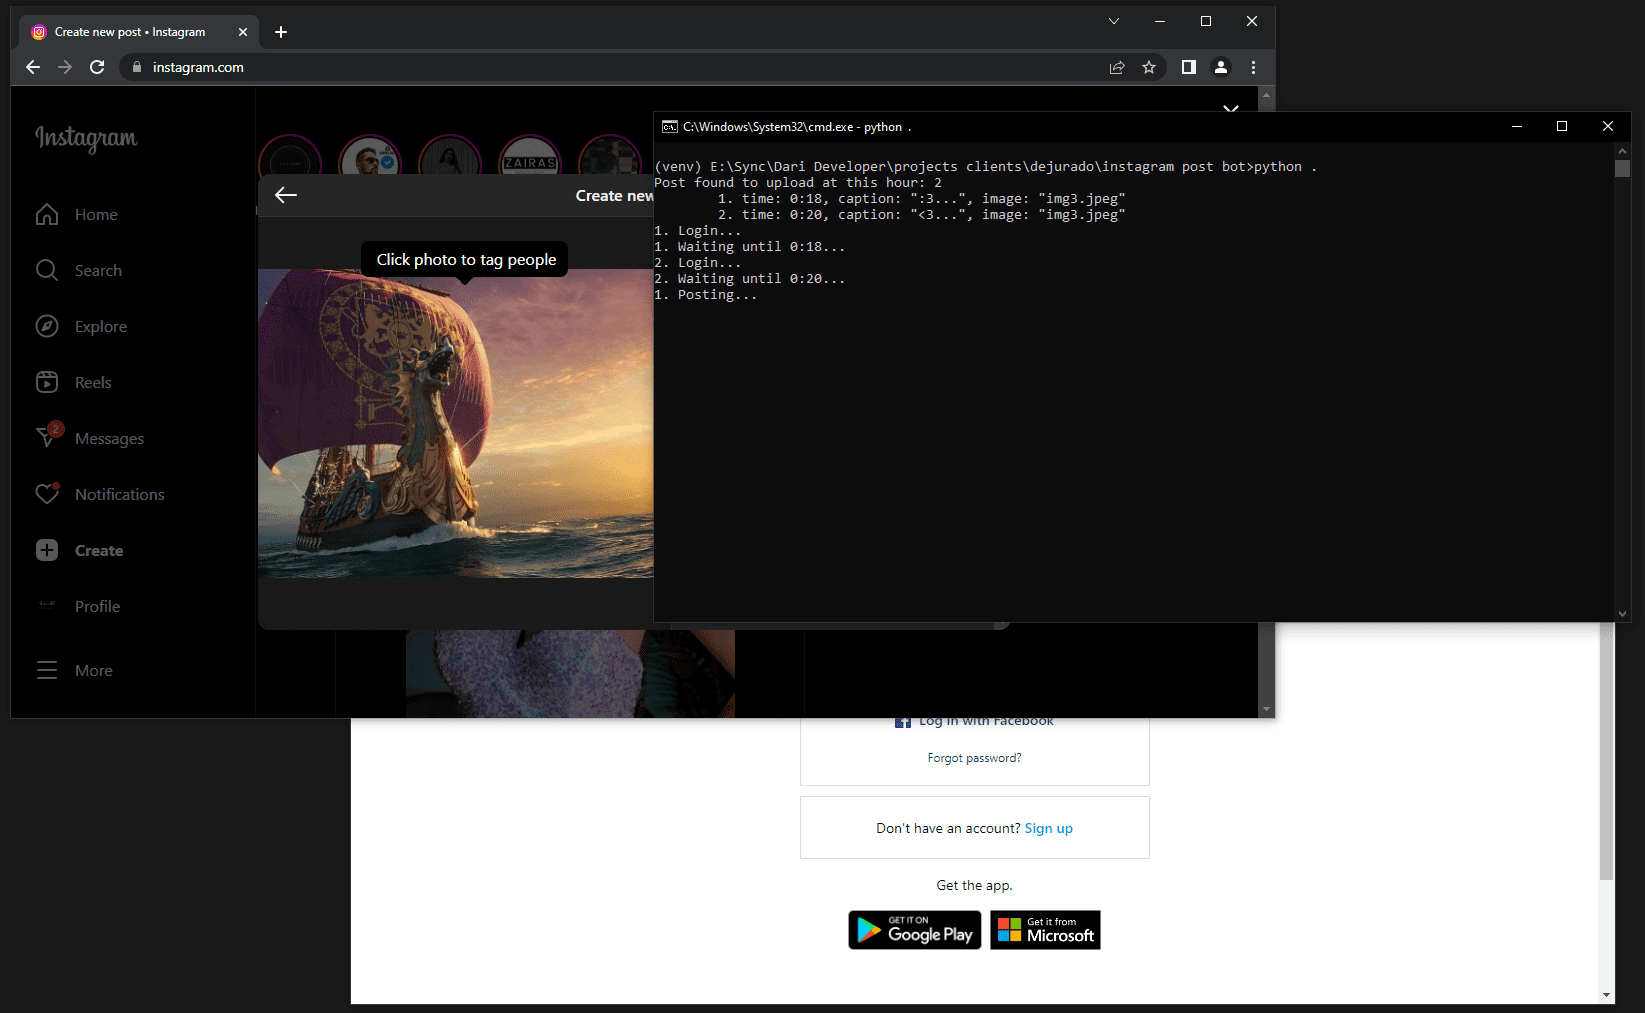 Create new post • Instagram
instagram.com
Instagram
Home
Search
Explore
Reels
2
Messages
Notifications
Create
Profile
More
ZAIRAS
Create new
Click photo to tag people
C:\Windows\System32\cmd.exe - python  .
(venv) E:\Sync\Dari Developer\projects clients\dejurado\instagram post bot>python .
Post found to upload at this hour: 2
1. time: 0:18, caption: ":3...", image: "img3.jpeg"
2. time: 0:20, caption: "<3...", image: "img3.jpeg"
1. Login...
1. Waiting until 0:18...
2. Login...
2. Waiting until 0:20...
1. Posting...
Log in with Facebook
Forgot password?
Don't have an account? Sign up
Get the app.
GET IT ON
Google Play
Get it from
Microsoft